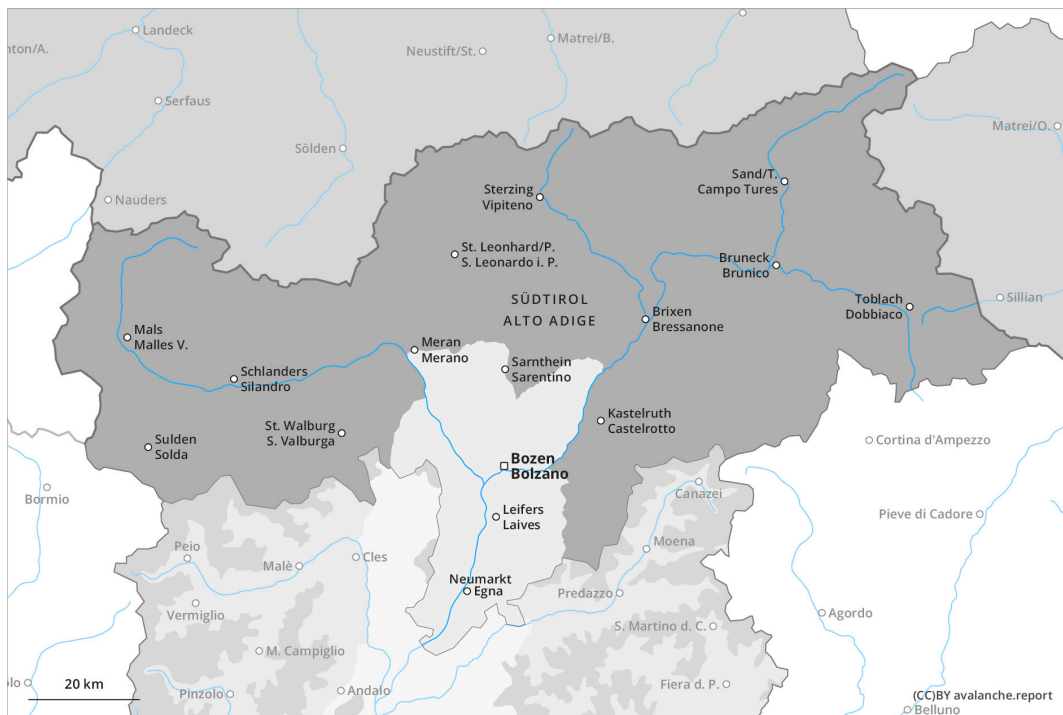 Landeck
nton/A.
Neustift/St.
Matrei/B.
Serfaus
Matrei/O.
Sölden
Sand/T.
Campo Tures
Sterzing
Vipiteno
Nauders
St. Leonhard/P.
S. Leonardo i. P.
Bruneck
Brunico
SÜDTIROL
ALTO ADIGE
Toblach
Dobbiaco
Sillian
Brixen
Bressanone
Mals
Malles V.
Meran
Merano
Sarnthein
Sarentino
Schlanders
Silandro
Kastelruth
Castelrotto
St. Walburg
S. Valburga
Sulden
Solda
Cortina d'Ampezzo
Bozen
Bolzano
Bormio
Canazei
Leifers
Laives
Pieve di Cadore
Moena
Peio
Cles
Malè
Neumarkt
Egna
Predazzo
Vermiglio
Agordo
S. Martino d. C.
M. Campiglio
olo
20 km
Pinzolo
Andalo
Fiera d. P.
(CC)BY avalanche.report
Belluno